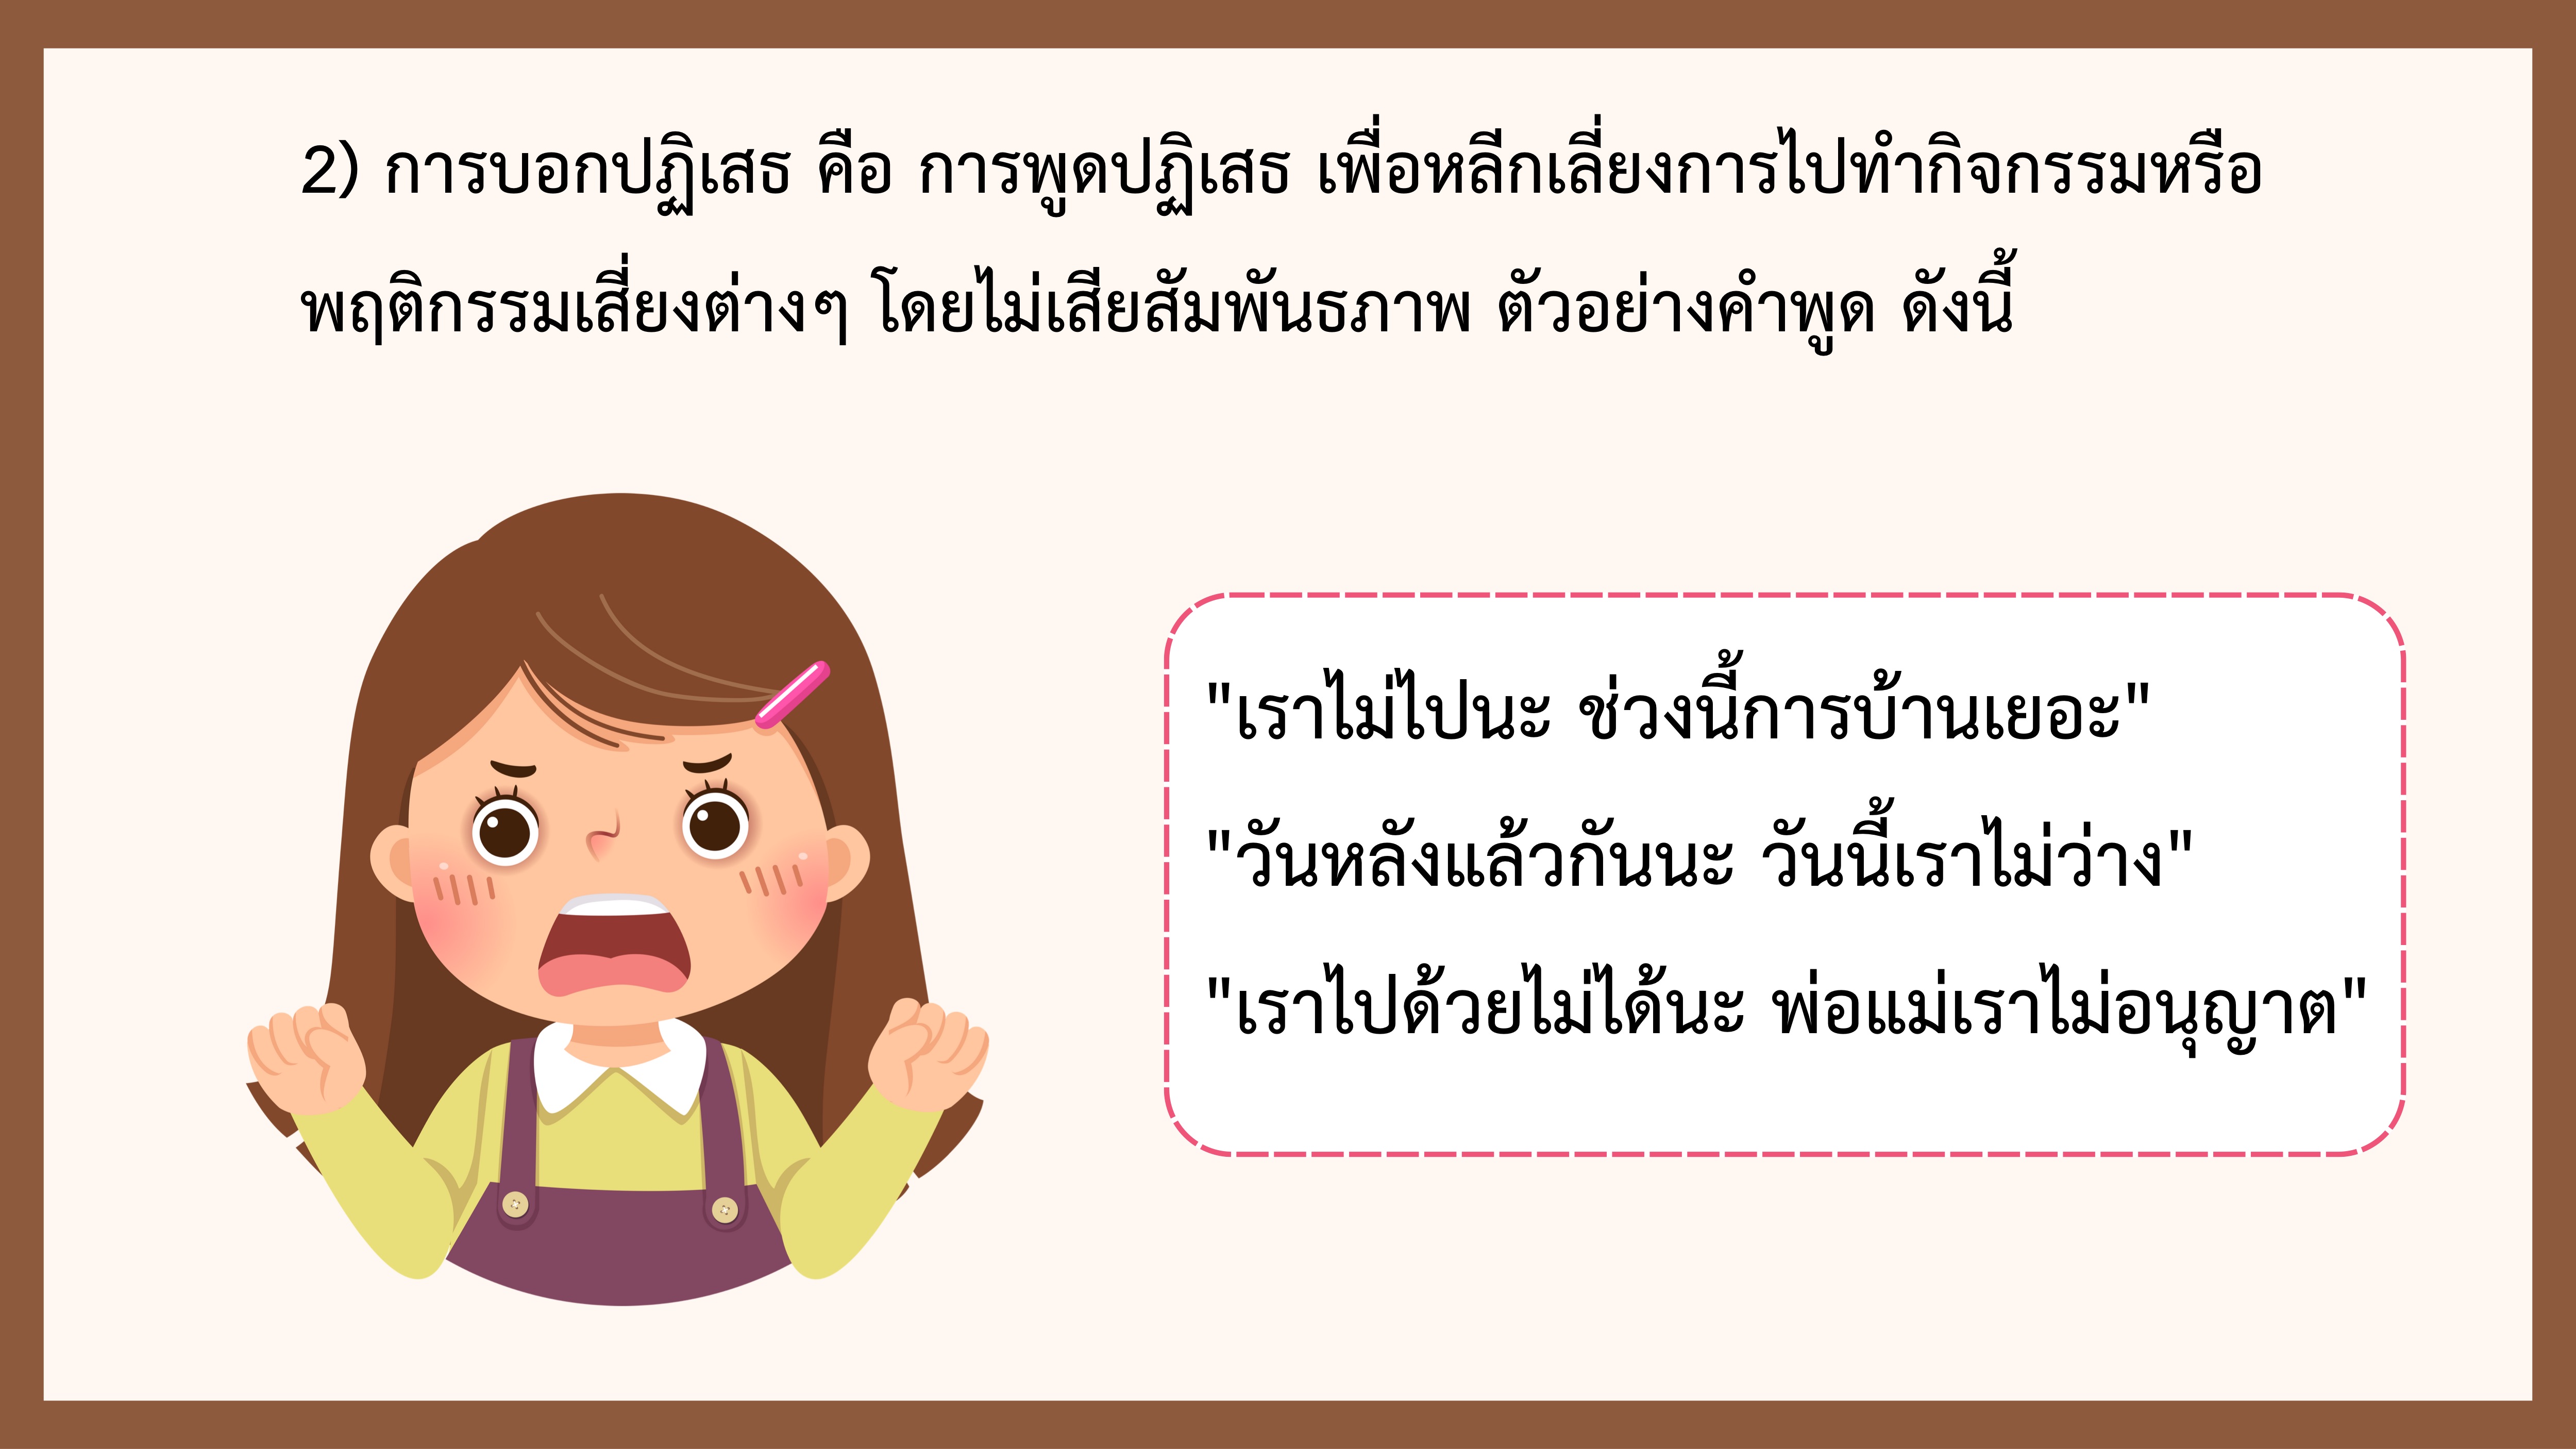 2) การบอกปฏิเสธ คือ การพูดปฏิเสธ เพื่อหลีกเลี่ยงการไปทำกิจกรรมหรือ
พฤติกรรมเสี่ยงต่างๆ โดยไม่เสียสัมพันธภาพ ตัวอย่างคำพูด ดังนี้
"เราไม่ไปนะ ช่วงนี้การบ้านเยอะ"
"วันหลังแล้วกันนะ วันนี้เราไม่ว่าง"
"เราไปด้วยไม่ได้นะ พ่อแม่เราไม่อนุญาต"